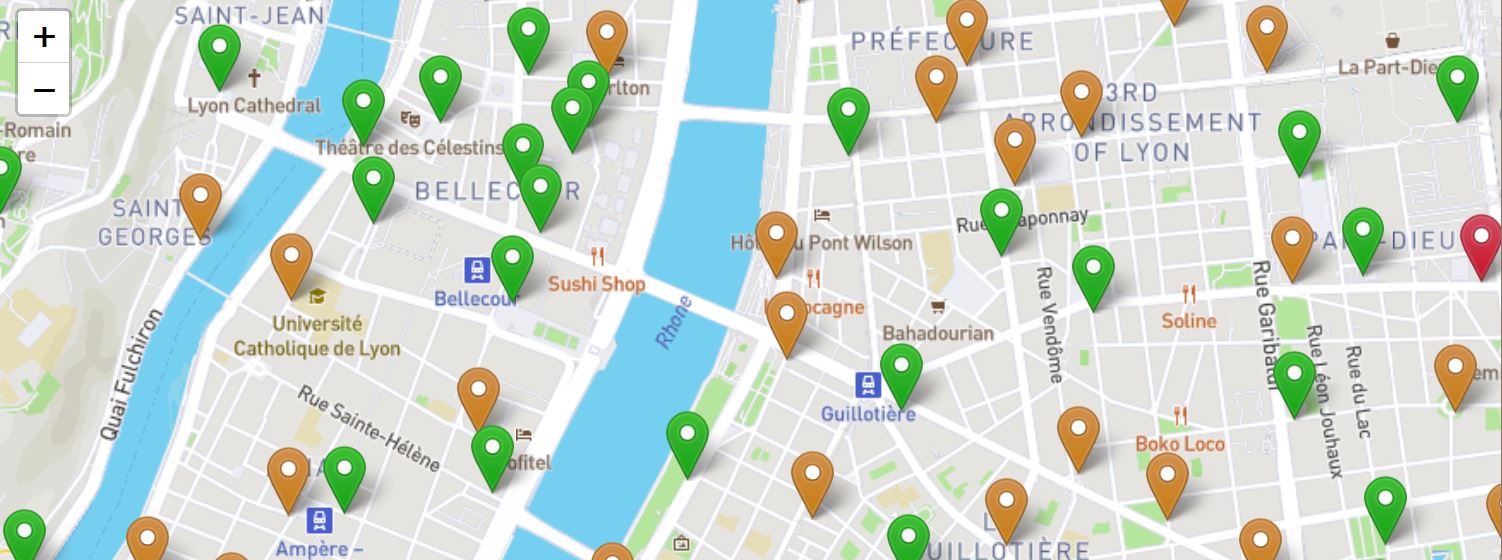 +
−
SAINT-JEAN
Lyon Cathedral
-Romain
re
SAINT
GEORGES
Quai Fulchiron
Théâtre des Célestins
BELLEC
R
rlton
Bellecour
Sushi Shop
Université
Catholique de Lyon
Rue Sainte-Hélène
ofitel
Ampère –
Rhone
PRÉFEC URE
3RD
ARRONDISSEMENT
OF LYON
La Part-Die
Rue
aponnay
Hôt
u Pont Wilson
ocagne
Bahadourian
Guillotière
Rue Vendôme
Soline
PA
-DIEU
Rue Garibaldi
Rue Léon Jouhaux
Rue du Lac
Boko Loco
em
L
UILLOTIÈRE